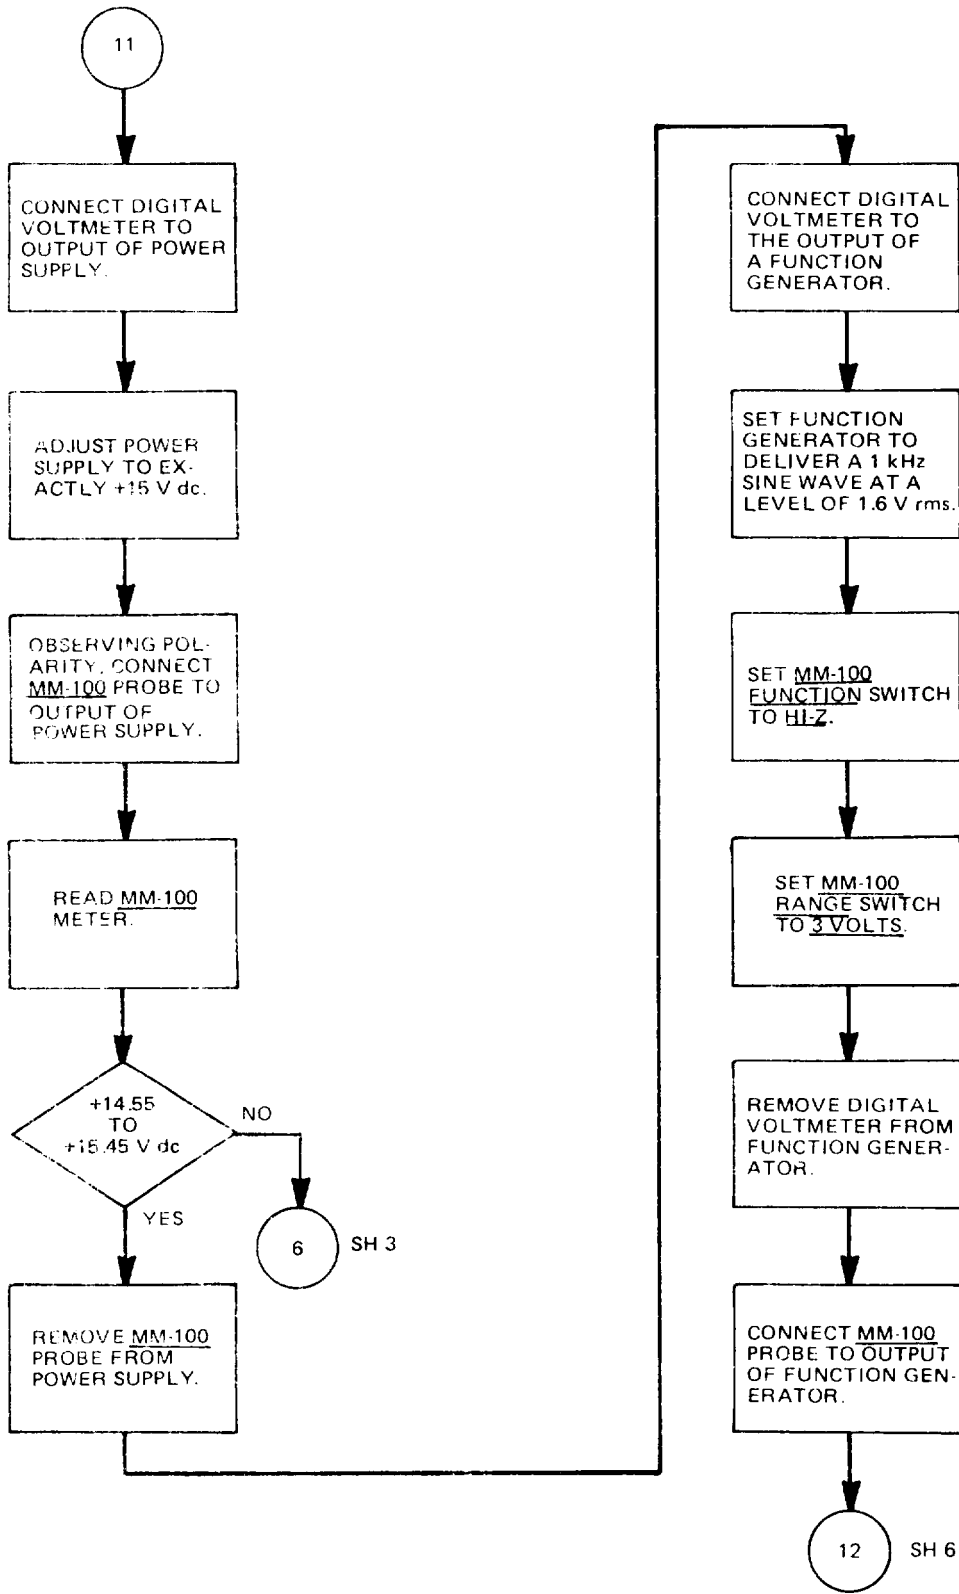 11
CONNECT DIGITAL
VOLTMETER TO
OUTPUT OF POWER
SUPPLY.
ADJUST POWER
SUPPLY TO EX-
ACTLY +15 V dc.
OBSERVING POL-
ARITY, CONNECT
MM-100 PROBE TO
OUTPUT OF
POWER SUPPLY.
READ MM-100
METER.
+14.55
TO
+15.45 V dc
NO
YES
6
SH 3
REMOVE MM-100
PROBE FROM
POWER SUPPLY.
CONNECT DIGITAL
VOLTMETER TO
THE OUTPUT OF
A FUNCTION
GENERATOR.
SET FUNCTION
GENERATOR TO
DELIVER A 1 kHz
SINE WAVE AT A
LEVEL OF 1.6 V rms.
SET MM-100
FUNCTION SWITCH
TO HI-Z.
SET MM-100
RANGE SWITCH
TO 3 VOLTS.
REMOVE DIGITAL
VOLTMETER FROM
FUNCTION GENER-
ATOR.
CONNECT MM-100
PROBE TO OUTPUT
OF FUNCTION GEN-
ERATOR.
12
SH 6